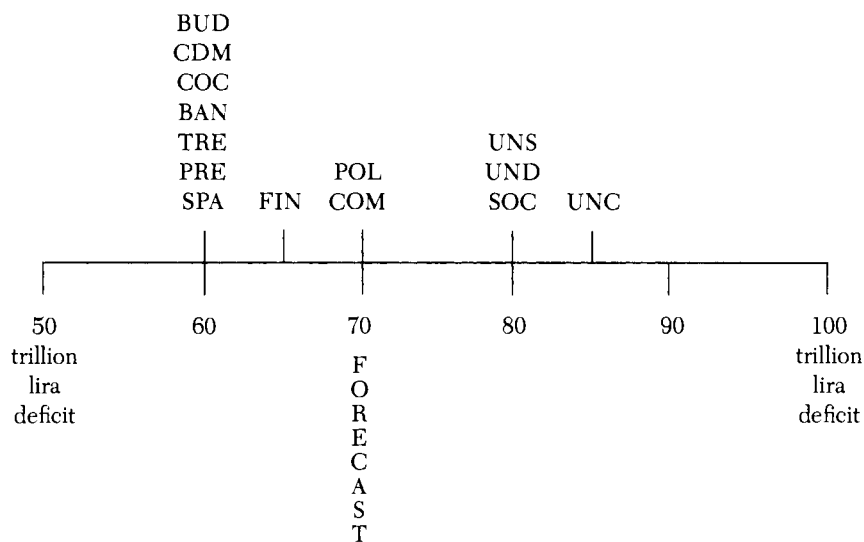 BUD
CDM
COC
BAN
TRE UNS
PRE POL UND
SPA FIN COM SOC UNC
50 60 70 80 90 100
trillion trillion
lira lira
deficit deficit
F
O
R
E
C
A
S
T